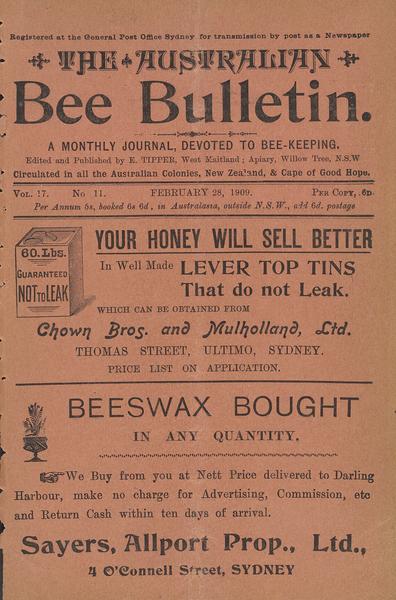 Registered at the General Post Office Sydney for transmission by post as a Newspaper
THE AUSTRALIAN
Bee Bulletin.
A MONTHLY JOURNAL, DEVOTED TO BEE-KEEPING.
Edited and Published by E. TIPPER, West Maitland; Apiary, Willow Tree, N.S.W
Circulated in all the Australian Colonies, New Zealand, & Cape of Good Hope.
VOL. 17. No 11. FEBRUARY 28, 1909. PER COPY, 6D.
Per Annum 5s, booked 6s 6d, in Australasia, outside N.S.W., add 6d. postage
60.Lbs.
GUARANTEED
NOT TO LEAK
YOUR HONEY WILL SELL BETTER
In Well Made LEVER TOP TINS
That do not Leak.
WHICH CAN BE OBTAINED FROM
Chown Bros. and Mulholland, Ltd.
THOMAS STREET, ULTIMO, SYDNEY.
PRICE LIST ON APPLICATION.
BEESWAX BOUGHT
IN ANY QUANTITY.
We Buy from you at Nett Price delivered to Darling
Harbour, make no charge for Advertising, Commission, etc
and Return Cash within ten days of arrival.
Sayers, Allport Prop., Ltd.,
4 O'Connell Street, SYDNEY